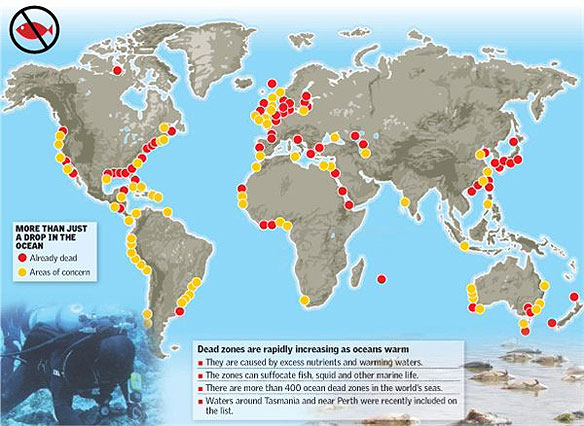 MORE THAN JUST
A DROP IN THE
OCEAN
Already dead
Areas of concern
Dead zones are rapidly increasing as oceans warm
They are caused by excess nutrients and warming waters.
The zones can suffocate fish, squid and other marine life.
There are more than 400 ocean dead zones in the world's seas.
Waters around Tasmania and near Perth were recently included on
the list.